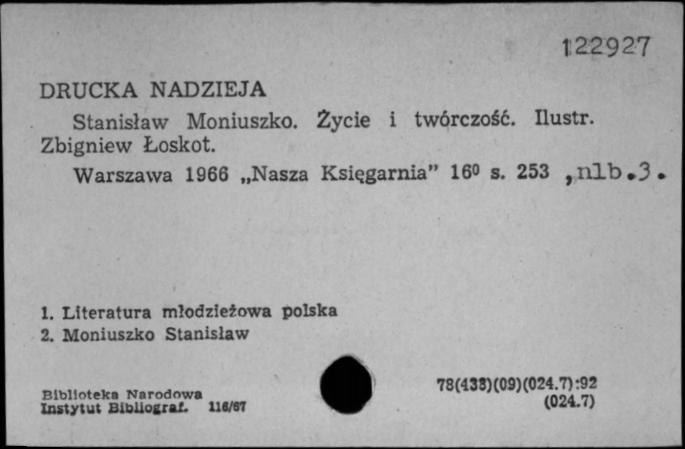 122927
DRUCKA NADZIEJA
Stanisław Moniuszko. Życie i twórczość. Ilustr.
Zbigniew Łoskot.
Warszawa 1966 „Nasza Księgarnia” 16⁰ s. 253 , nlb.3.
1. Literatura młodzieżowa polska
2. Moniuszko Stanisław
78(438)(09)(024.7):92
(024.7)
Biblioteka Narodowa
Instytut Bibliograf. 116/67